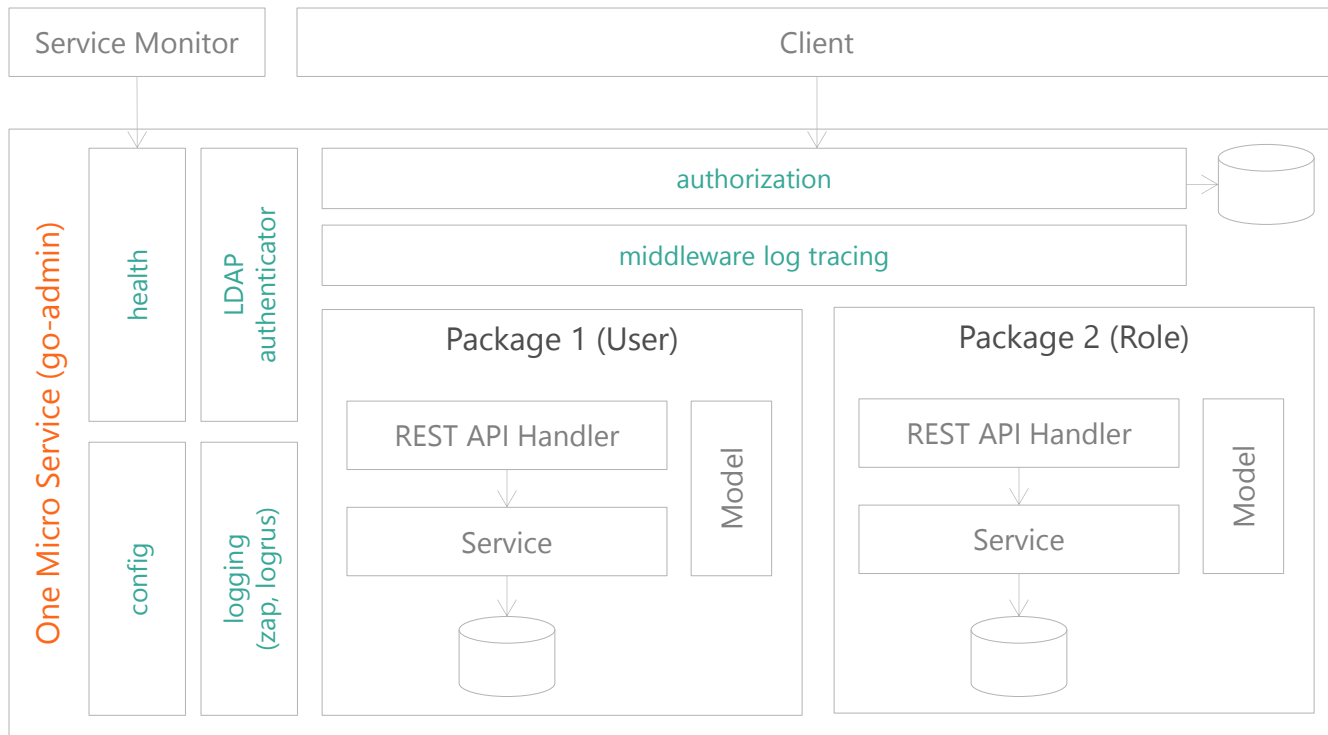 Service Monitor
Client
One Micro Service (go-admin)
health
LDAP
authenticator
authorization
middleware log tracing
config
logging
(zap, logrus)
Package 1 (User)
REST API Handler
Service
Model
Package 2 (Role)
REST API Handler
Service
Model